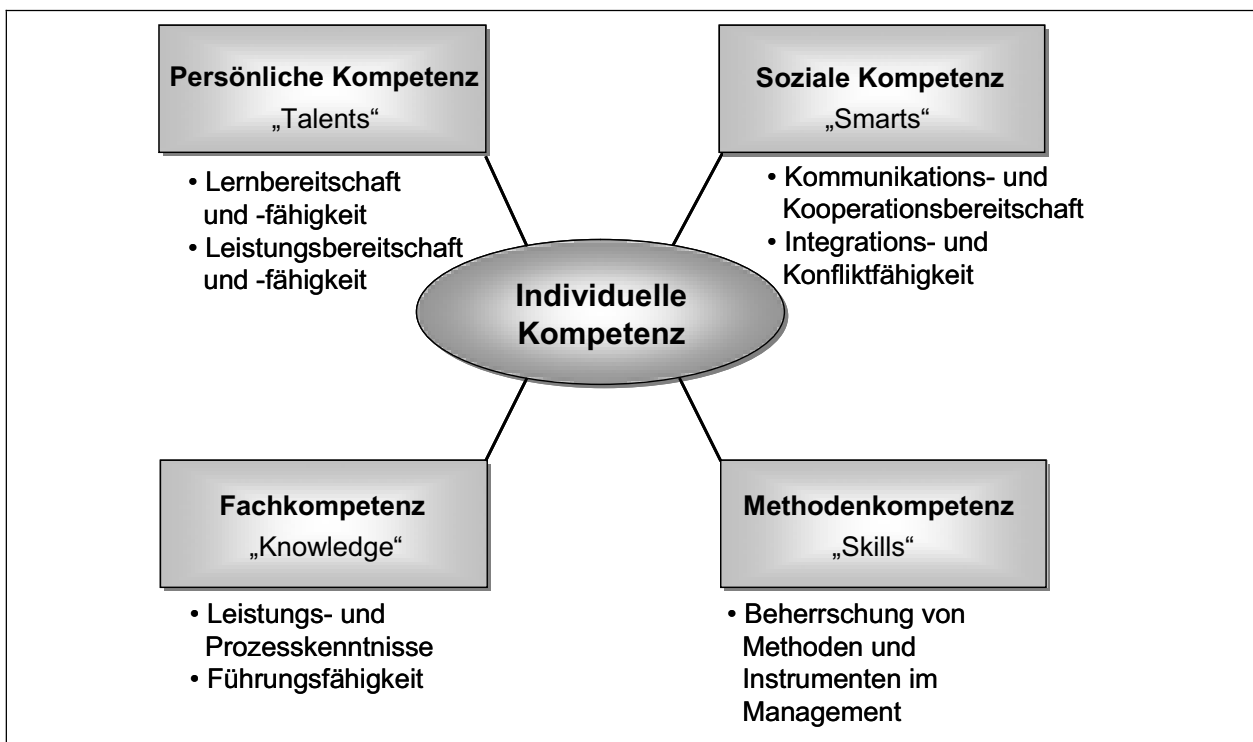 Persönliche Kompetenz
„Talents“
• Lernbereitschaft
und -fähigkeit
• Leistungsbereitschaft
und -fähigkeit
Soziale Kompetenz
„Smarts“
• Kommunikations- und
Kooperationsbereitschaft
• Integrations- und
Konfliktfähigkeit
Individuelle
Kompetenz
Fachkompetenz
„Knowledge“
• Leistungs- und
Prozesskenntnisse
• Führungsfähigkeit
Methodenkompetenz
„Skills“
• Beherrschung von
Methoden und
Instrumenten im
Management